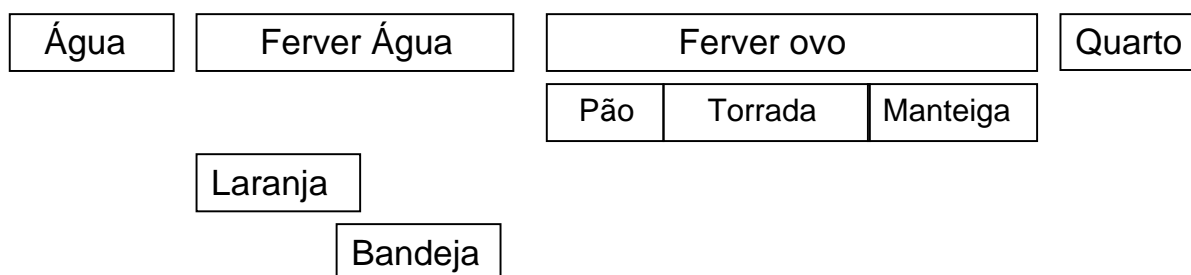 Água Ferver Água Ferver ovo Quarto
Pão Torrada Manteiga
Laranja
Bandeja